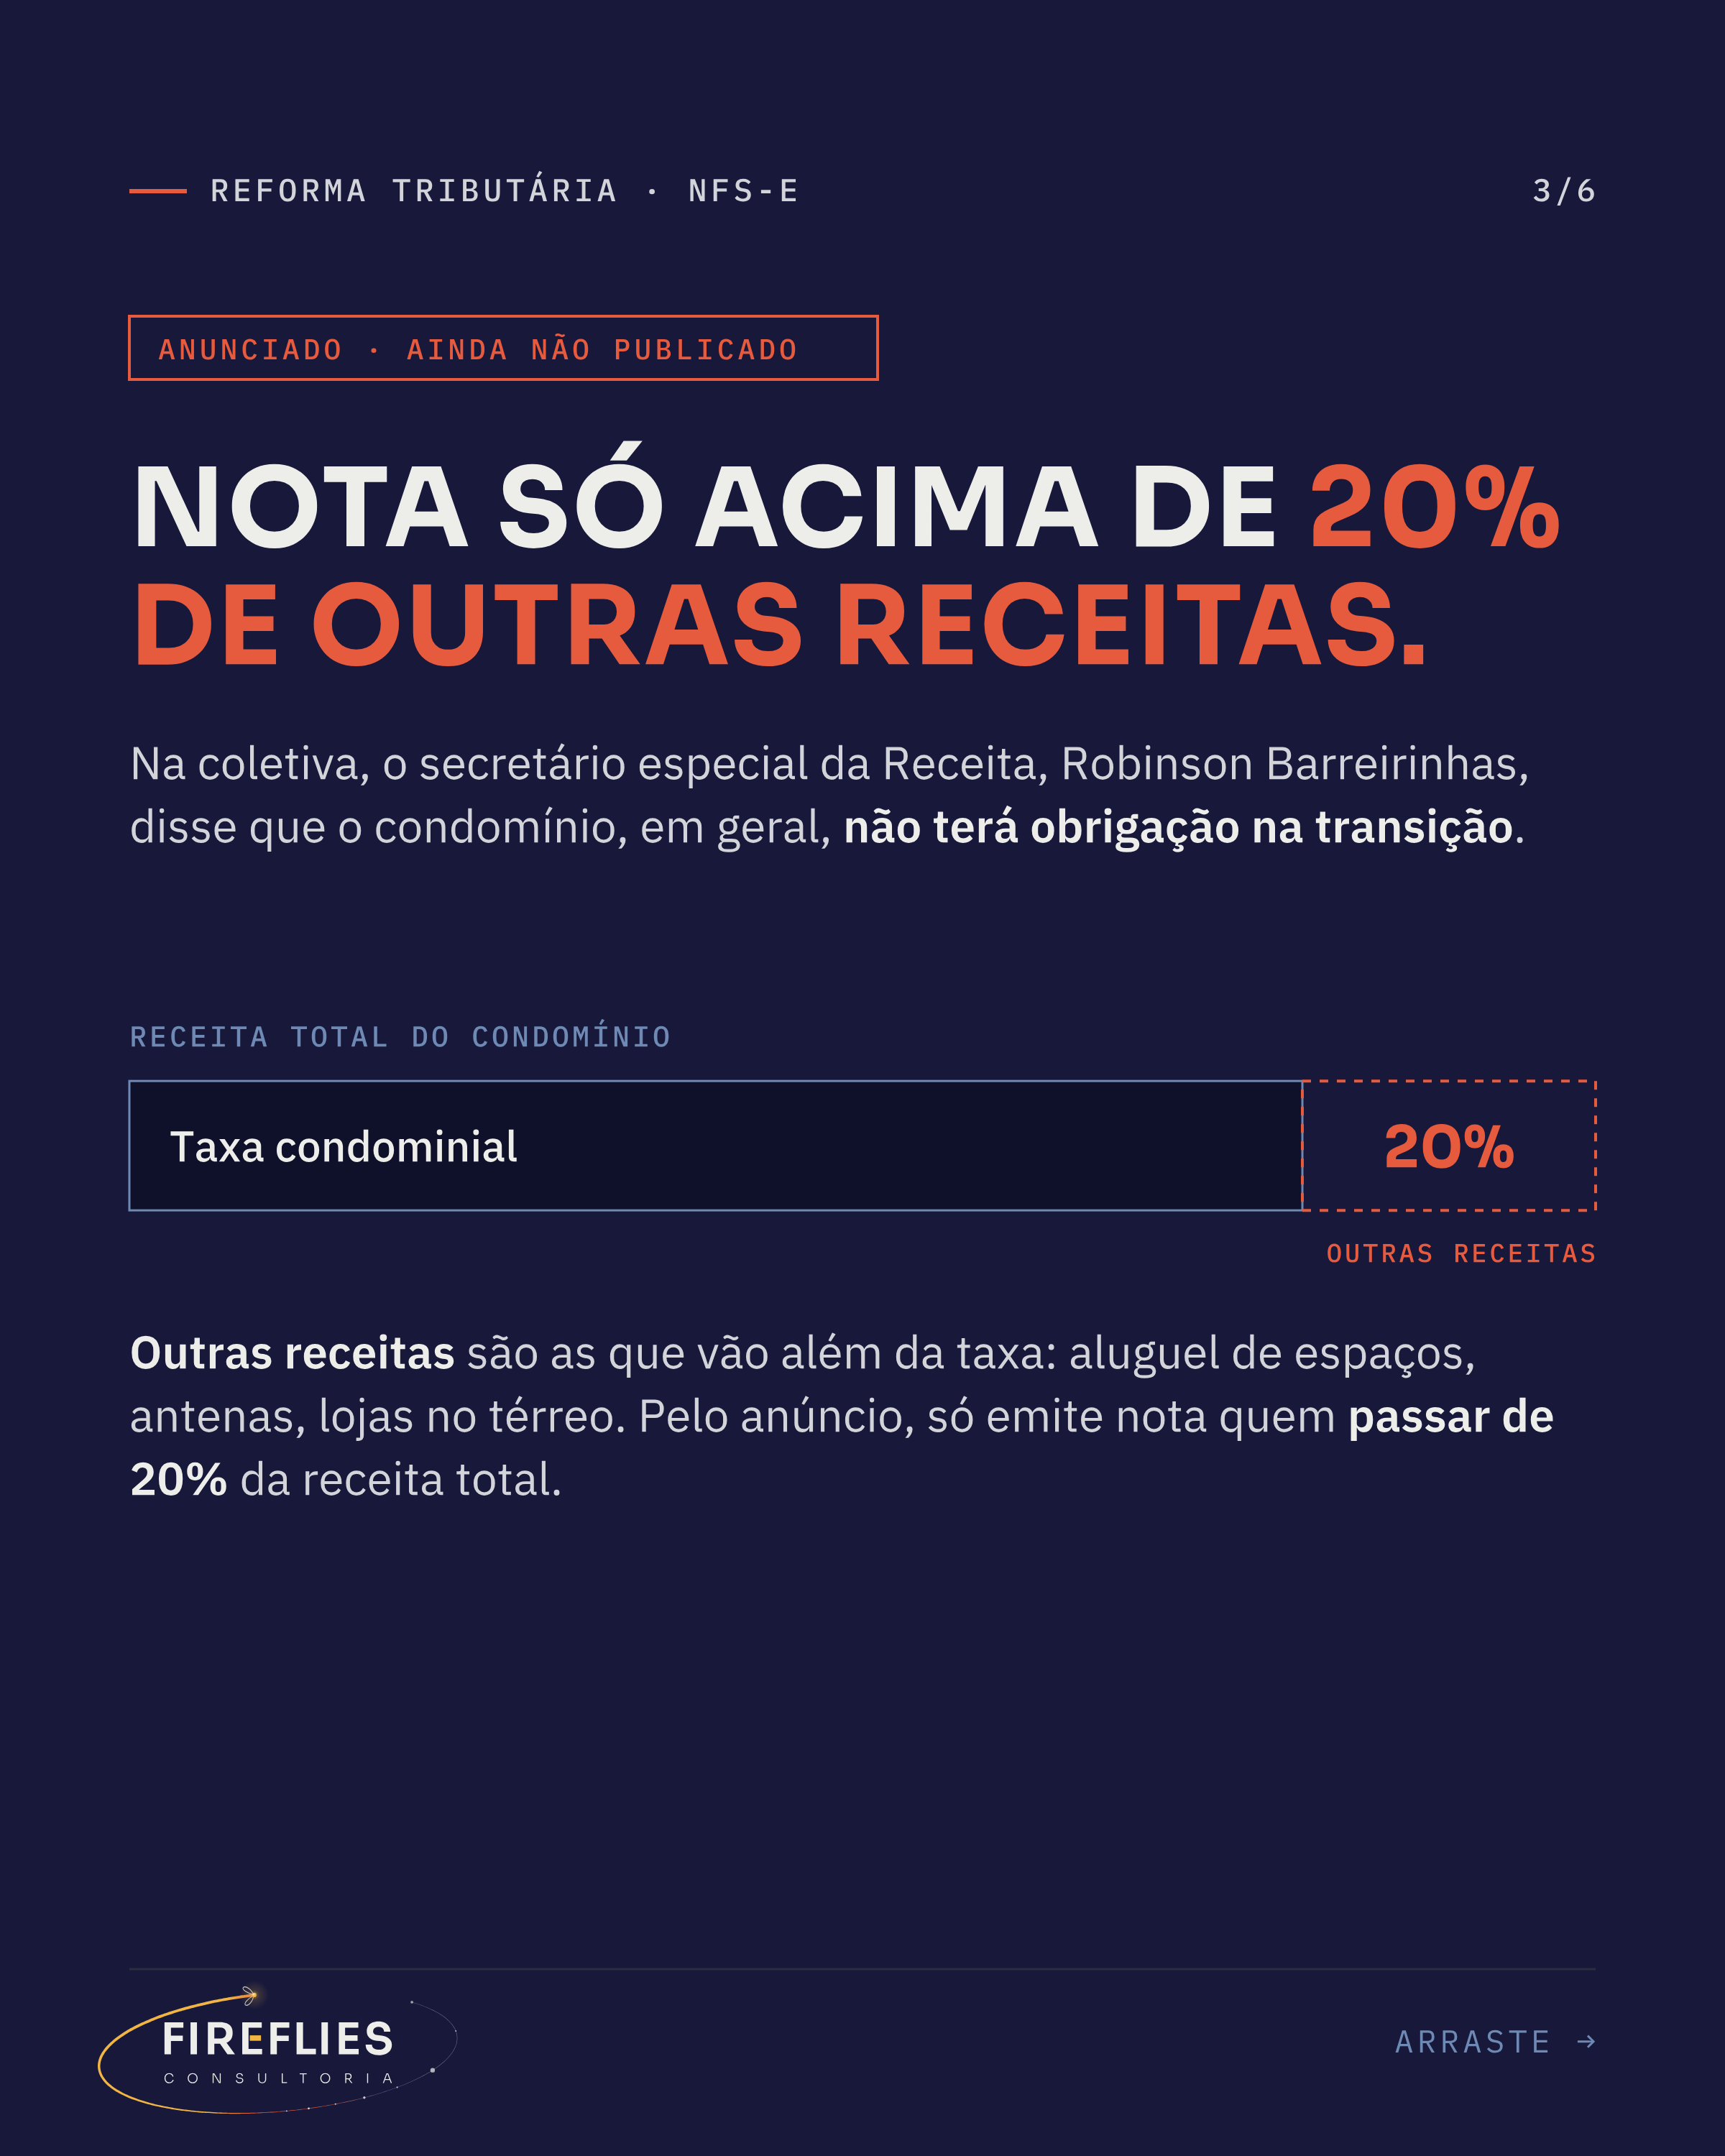 REFORMA TRIBUTÁRIA · NFS-E
3/6
ANUNCIADO · AINDA NÃO PUBLICADO
NOTA SÓ ACIMA DE 20%
DE OUTRAS RECEITAS.
Na coletiva, o secretário especial da Receita, Robinson Barreirinhas,
disse que o condomínio, em geral, não terá obrigação na transição.
RECEITA TOTAL DO CONDOMÍNIO
Taxa condominial
20%
OUTRAS RECEITAS
Outras receitas são as que vão além da taxa: aluguel de espaços,
antenas, lojas no térreo. Pelo anúncio, só emite nota quem passar de
20% da receita total.
FIREFLIES
CONSULTORIA
ARRASTE →